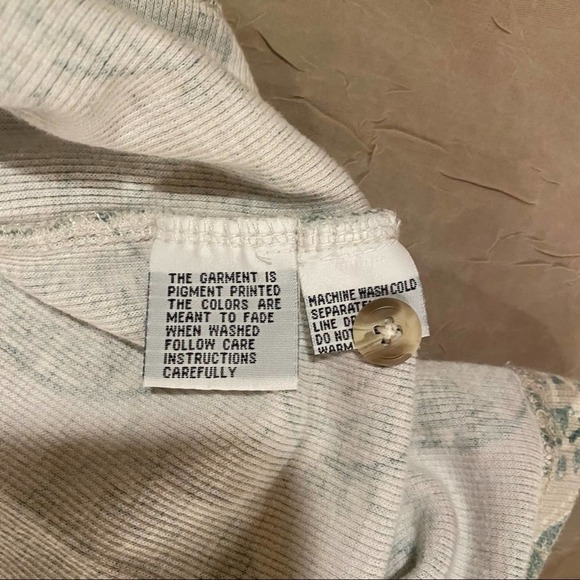 THE GARMENT IS
PIGMENT PRINTED
THE COLORS ARE
MEANT TO FADE
WHEN WASHED
FOLLOW CARE
INSTRUCTIONS
CAREFULLY
MACHINE WASH COLD
LINE
DO NOT
WARM